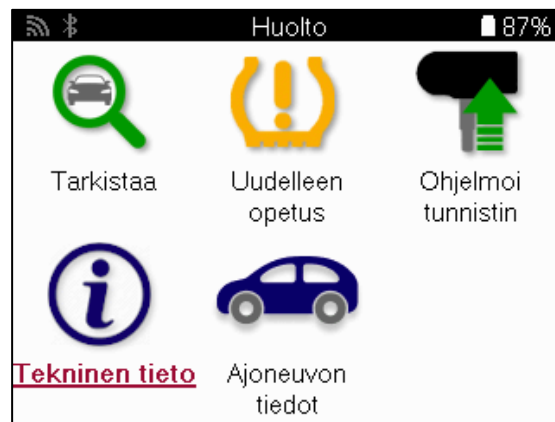 Huolto 87%
Tarkistaa
Uudelleen
opetus
Ohjelmoi
tunnistin
Tekninen tieto
Ajoneuvon
tiedot